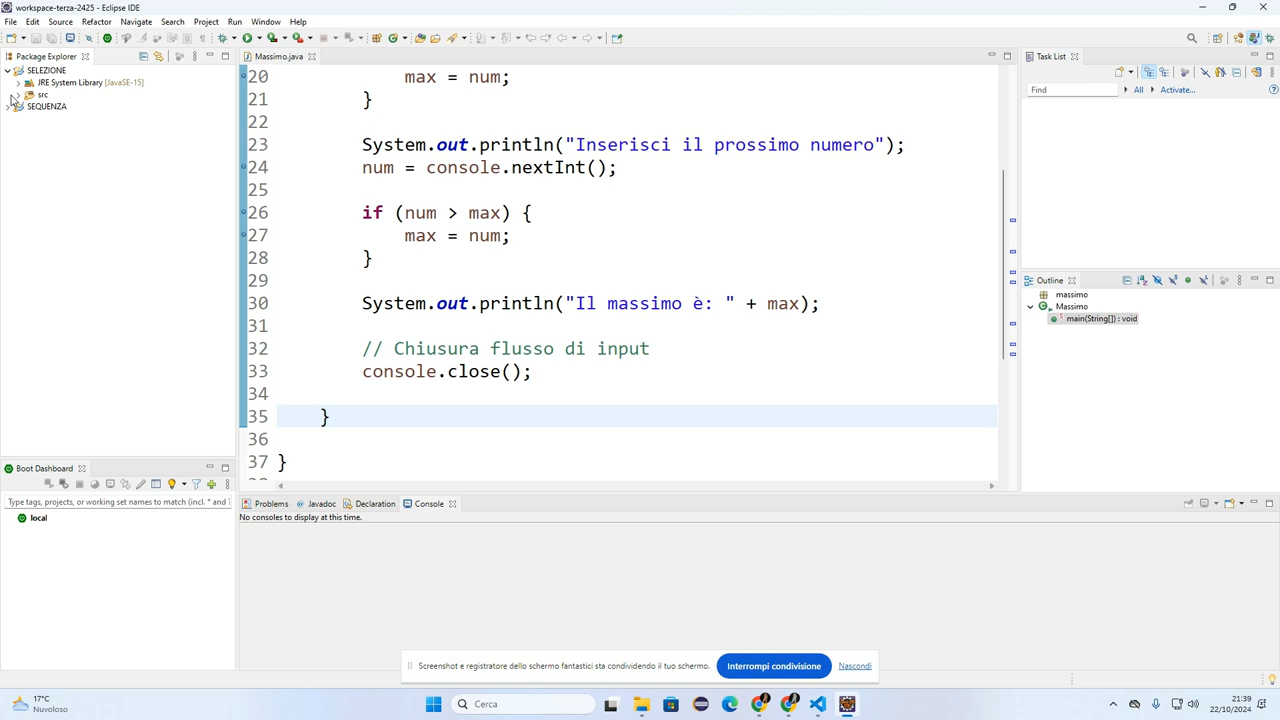 workspace-terza-2425 - Eclipse IDE
File Edit Source Refactor Navigate Search Project Run Window Help
Package Explorer
SELEZIONE
JRE System Library [JavaSE-15]
src
SEQUENZA
Massimo.java
20 max = num;
21 }
22
23 System.out.println("Inserisci il prossimo numero");
24 num = console.nextInt();
25
26 if (num > max) {
27 max = num;
28 }
29
30 System.out.println("Il massimo è: " + max);
31
32 // Chiusura flusso di input
33 console.close();
34
35 }
36
37 }
Task List
Find All Activate...
Outline
massimo
Massimo
main(String[]) : void
Boot Dashboard
Type tags, projects, or working set names to match (incl. * and ?
local
Problems Javadoc Declaration Console
No consoles to display at this time.
Screenshot e registratore dello schermo fantastici sta condividendo il tuo schermo. Interrompi condivisione Nascondi
17°C
Nuvoloso
Cerca
21:39
22/10/2024